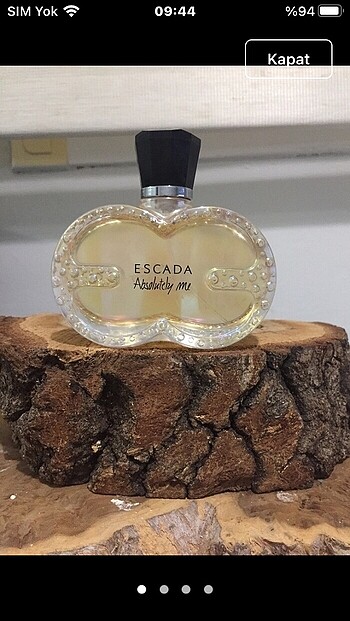 SIM Yok 09:44 %94
Kapat
ESCADA
Absolutely me